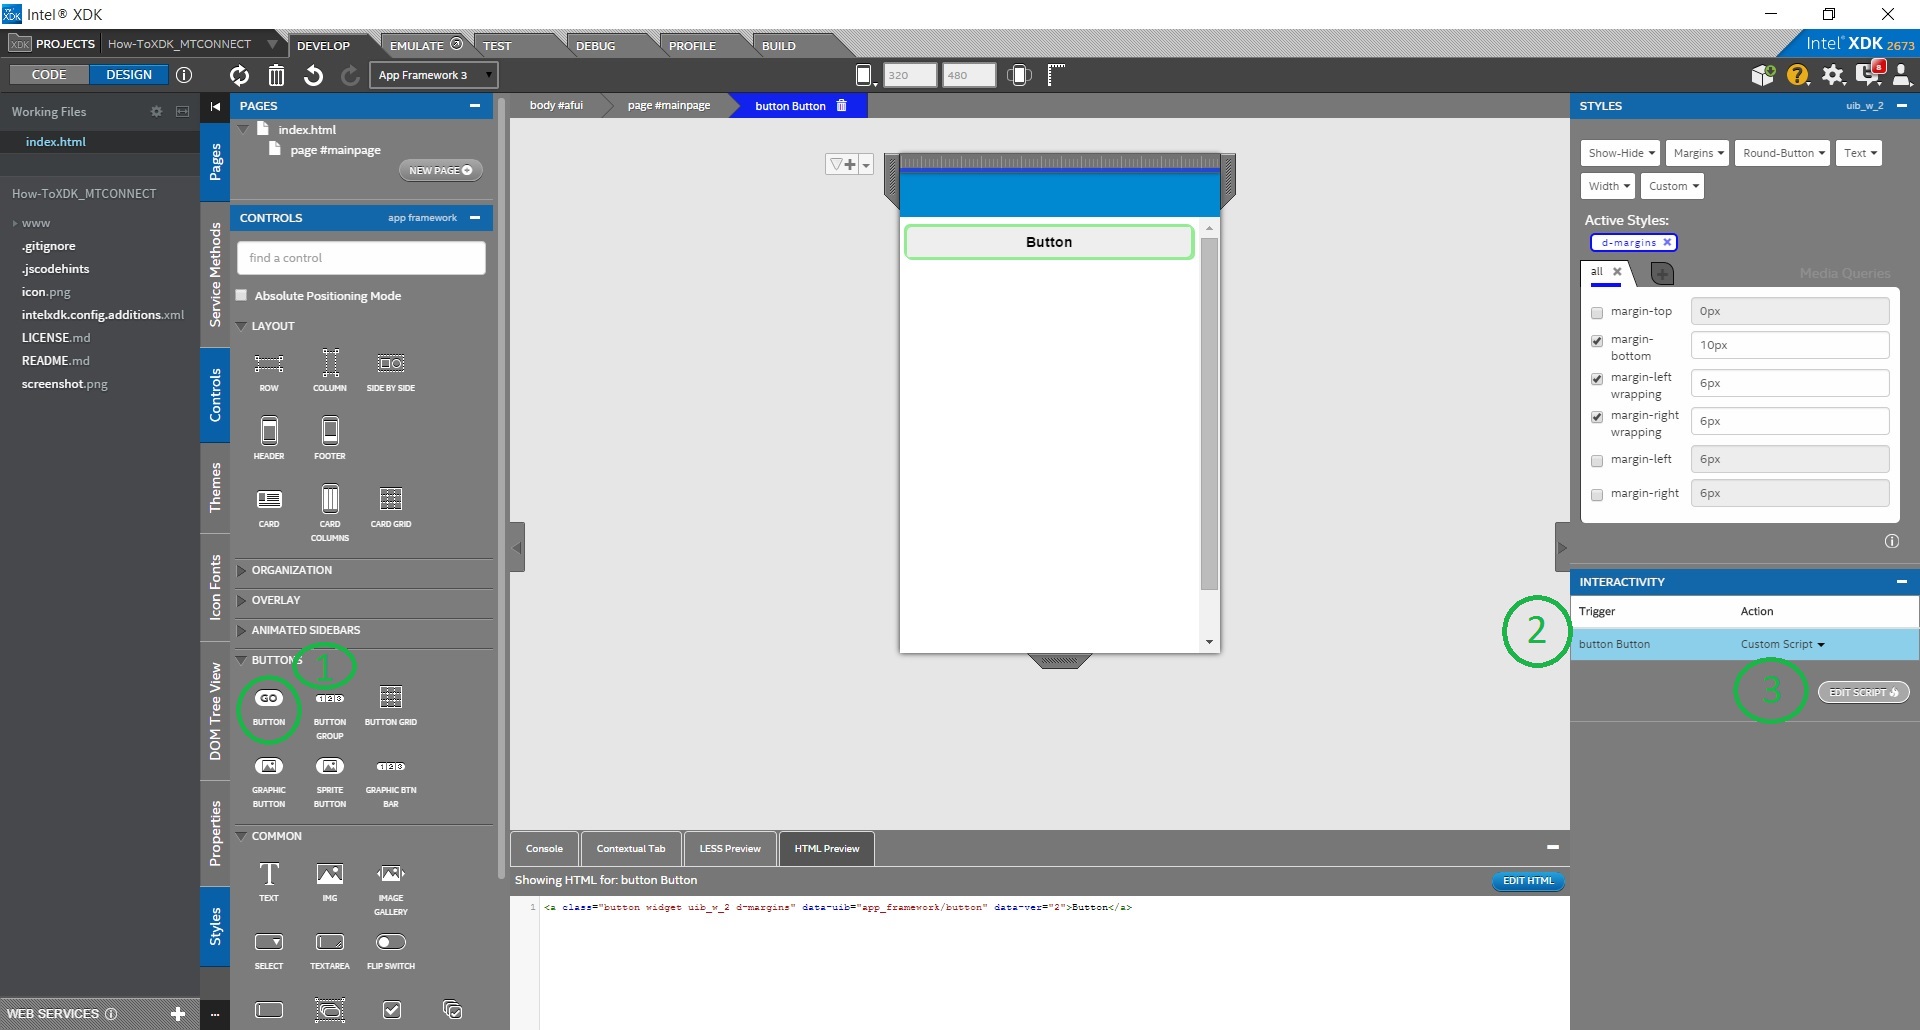 Intel® XDK
PROJECTS How-ToXDK_MTCONNECT DEVELOP EMULATE TEST DEBUG PROFILE BUILD Intel® XDK 2673
CODE DESIGN App Framework 3 320 480 8
Working Files
index.html
How-ToXDK_MTCONNECT
www
.gitignore
.jscodehints
icon.png
intelxdk.config.additions.xml
LICENSE.md
README.md
screenshot.png
WEB SERVICES
Pages
Service Methods
Controls
Themes
Icon Fonts
DOM Tree View
Properties
Styles
...
PAGES
index.html
page #mainpage
NEW PAGE
CONTROLS app framework
find a control
Absolute Positioning Mode
LAYOUT
ROW COLUMN SIDE BY SIDE
HEADER FOOTER
CARD CARD COLUMNS CARD GRID
ORGANIZATION
OVERLAY
ANIMATED SIDEBARS
BUTTONS 1
GO
BUTTON BUTTON GROUP BUTTON GRID
GRAPHIC BUTTON SPRITE BUTTON GRAPHIC BTN BAR
COMMON
TEXT IMG IMAGE GALLERY
SELECT TEXTAREA FLIP SWITCH
body #afui page #mainpage button Button
Button
Console Contextual Tab LESS Preview HTML Preview
Showing HTML for: button Button EDIT HTML
1 <a class="button widget uib_w_2 d-margins" data-uib="app_framework/button" data-ver="2">Button</a>
STYLES uib_w_2
Show-Hide Margins Round-Button Text
Width Custom
Active Styles:
d-margins
all Media Queries
margin-top 0px
margin-bottom 10px
margin-left wrapping 6px
margin-right wrapping 6px
margin-left 6px
margin-right 6px
INTERACTIVITY
Trigger Action
2 button Button Custom Script
3 EDIT SCRIPT